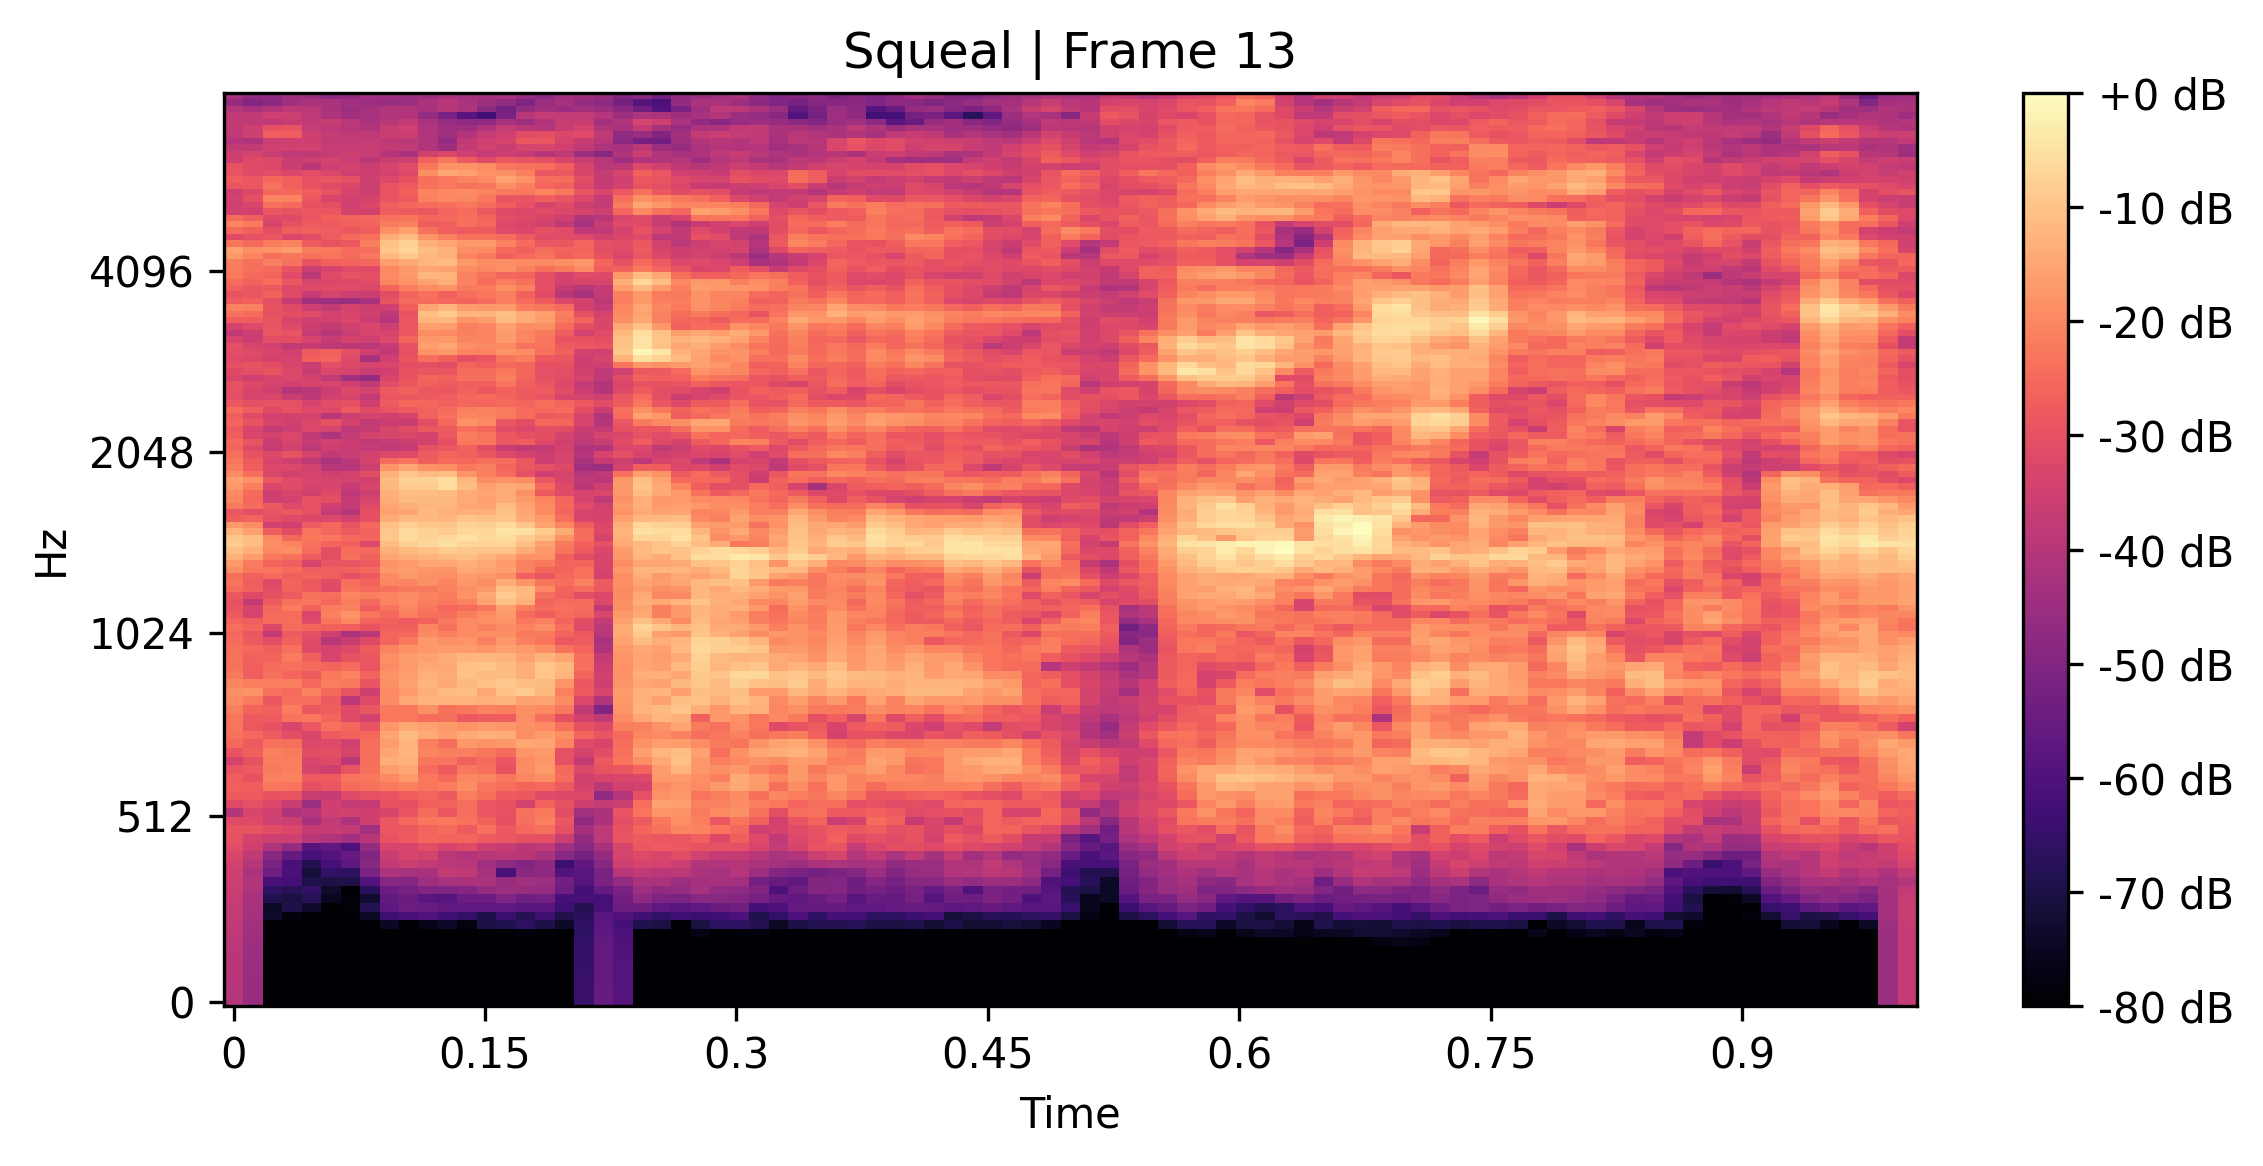 Squeal | Frame 13
+0 dB
-10 dB
-20 dB
-30 dB
-40 dB
-50 dB
-60 dB
-70 dB
-80 dB
Hz
4096
2048
1024
512
0
0 0.15 0.3 0.45 0.6 0.75 0.9
Time